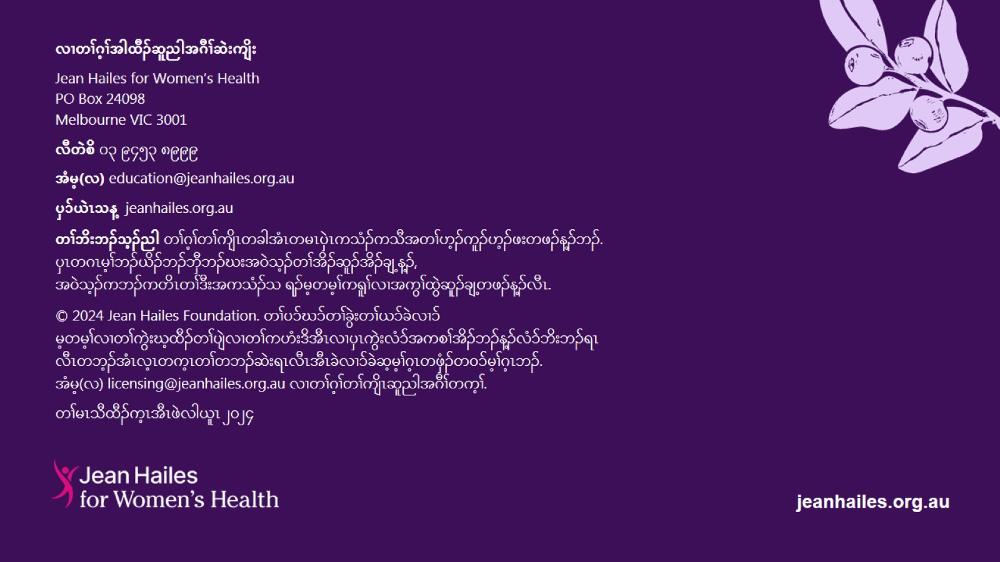 လၢတၢ်ဂ့ၢ်အါထီၣ်ဆူညါအဂီၢ်ဆဲးကျိး
Jean Hailes for Women’s Health
PO Box 24098
Melbourne VIC 3001
လီတဲစိ ၀၃ ၉၄၅၃ ၈၉၉၉
အံမ့(လ) education@jeanhailes.org.au
ပှာ်ယဲၤသန့ jeanhailes.org.au
တၢ်ဘိးဘၣ်သ့ၣ်ညါ တၢ်ဂ့ၢ်တၢ်ကျိၤတခါအံၤတမၤပှဲၤကသံၣ်ကသီအတၢ်ဟ့ၣ်ကူၣ်ဟ့ၣ်ဖးတဖၣ်န့ၣ်ဘၣ်.
ပှၤတဂၤမ့ၢ်ဘၣ်ယိၣ်ဘၣ်ဘှီဘၣ်ဃးအဝဲသ့ၣ်တၢ်အိၣ်ဆူၣ်အိၣ်ချ့န့ၣ်,
အဝဲသ့ၣ်ကဘၣ်ကတိၤတၢ်ဒီးအကသံၣ်သ ရၣ်မ့တမ့ၢ်ကရူၢ်လၢအကွၢ်ထွဲဆူၣ်ချ့တဖၣ်န့ၣ်လီၤ.
© 2024 Jean Hailes Foundation. တၢ်ပာ်ဃာ်တၢ်ခွဲးတၢ်ယာ်ခဲလၢာ်
မ့တမ့ၢ်လၢတၢ်ကွဲးဃ့ထီၣ်တၢ်ပျဲလၢတၢ်ကဟံးဒိအီၤလၢပှၤကွဲးလံာ်အကစၢ်အိၣ်ဘၣ်န့ၣ်လံာ်ဘိးဘၣ်ရၤ
လီၤတဘ့ၣ်အံၤလ့ၤတက့ၤတၢ်တဘၣ်ဆဲးရၤလီၤအီၤခဲလၢာ်ခဲဆ့မ့ၢ်ဂ့ၤတဖှံၣ်တဝာ်မ့ၢ်ဂ့ၤဘၣ်.
အံမ့(လ) licensing@jeanhailes.org.au လၢတၢ်ဂ့ၢ်တၢ်ကျိၤဆူညါအဂီၢ်တက့ၢ်.
တၢ်မၤသီထီၣ်က့ၤအီၤဖဲလါယူၤ ၂၀၂၄
Jean Hailes
for Women’s Health
jeanhailes.org.au